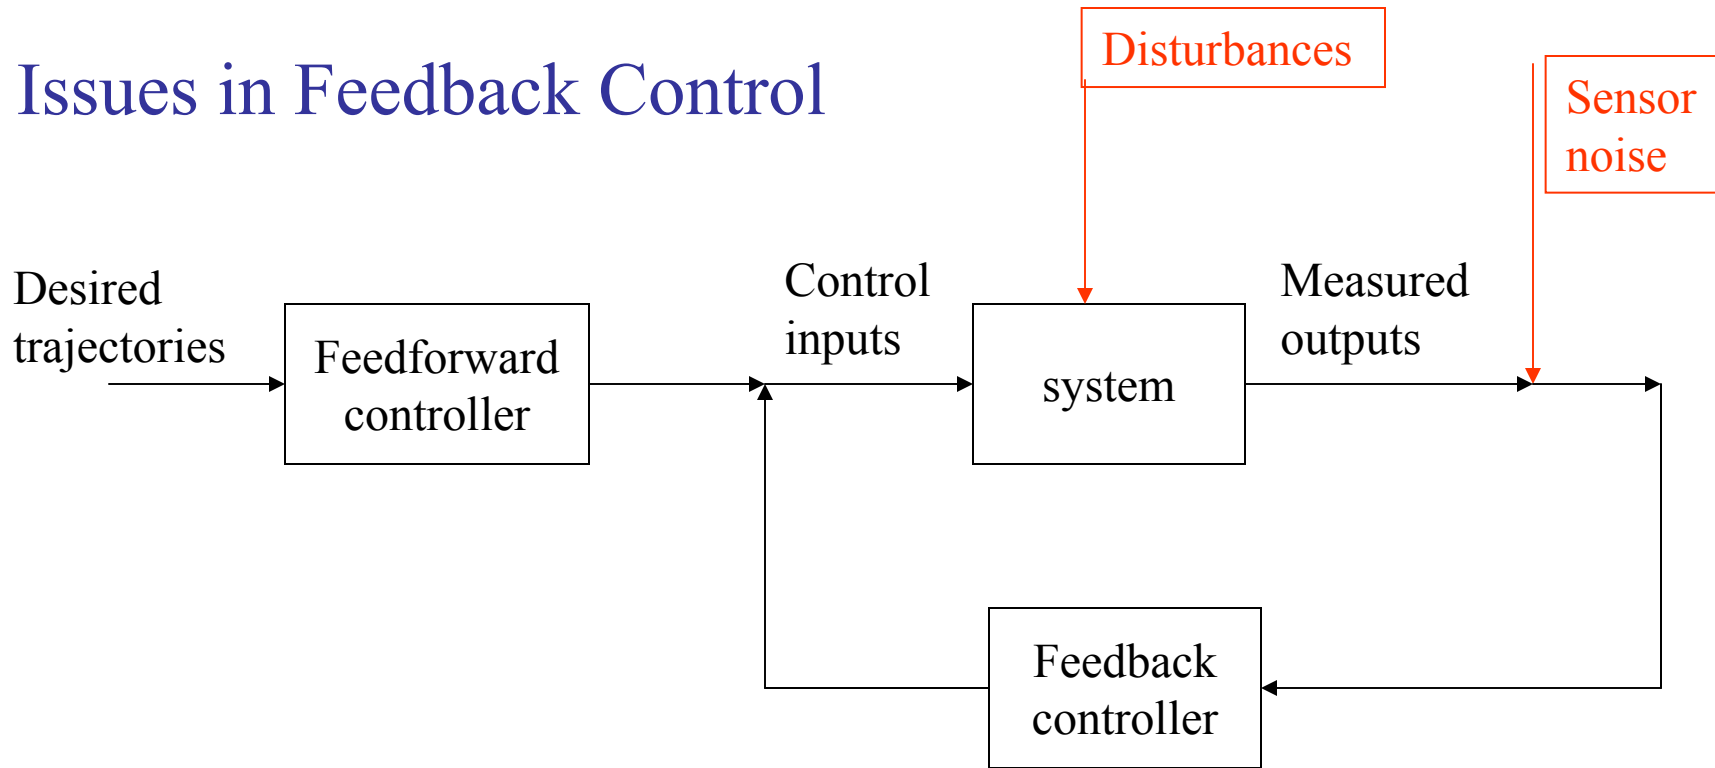 Issues in Feedback Control
Disturbances
Sensor
noise
Desired
trajectories
Feedforward
controller
Control
inputs
system
Measured
outputs
Feedback
controller